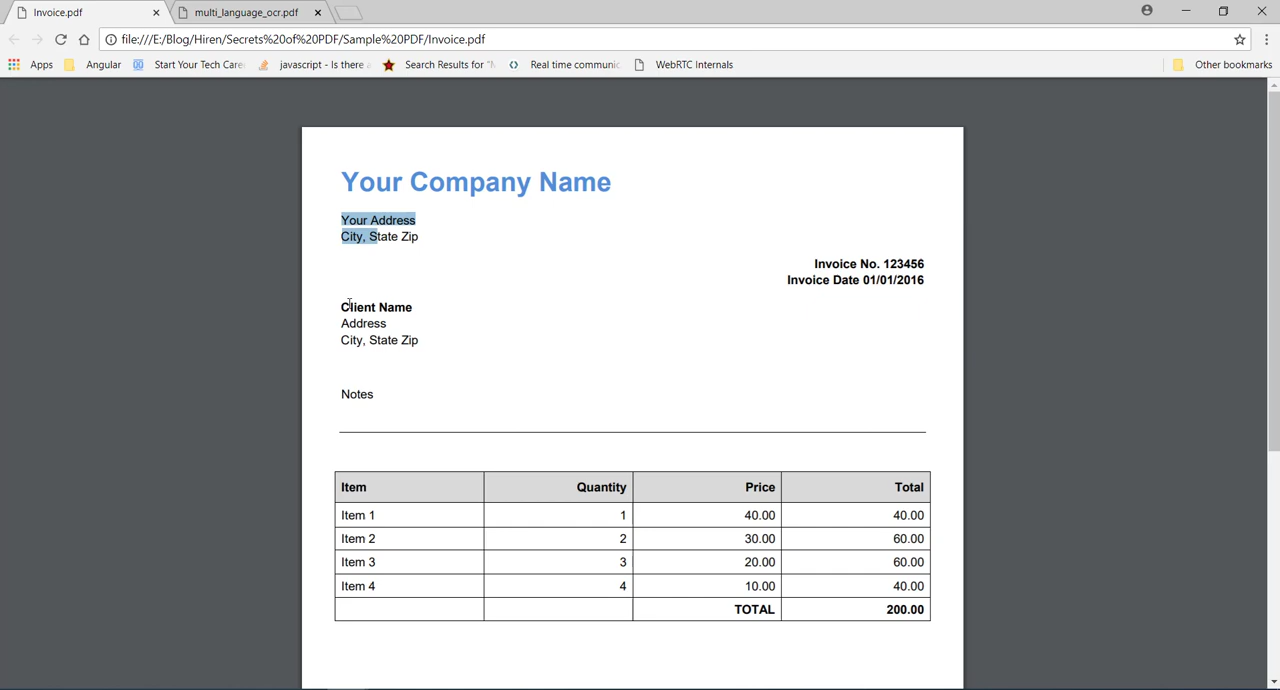 Invoice.pdf
multi_language_ocr.pdf
file:///E:/Blog/Hiren/Secrets%20of%20PDF/Sample%20PDF/Invoice.pdf
Apps Angular Start Your Tech Care javascript - Is there a Search Results for " Real time communic WebRTC Internals Other bookmarks
Your Company Name
Your Address
City, State Zip
Invoice No. 123456
Invoice Date 01/01/2016
Client Name
Address
City, State Zip
Notes
Item Quantity Price Total
Item 1 1 40.00 40.00
Item 2 2 30.00 60.00
Item 3 3 20.00 60.00
Item 4 4 10.00 40.00
TOTAL 200.00